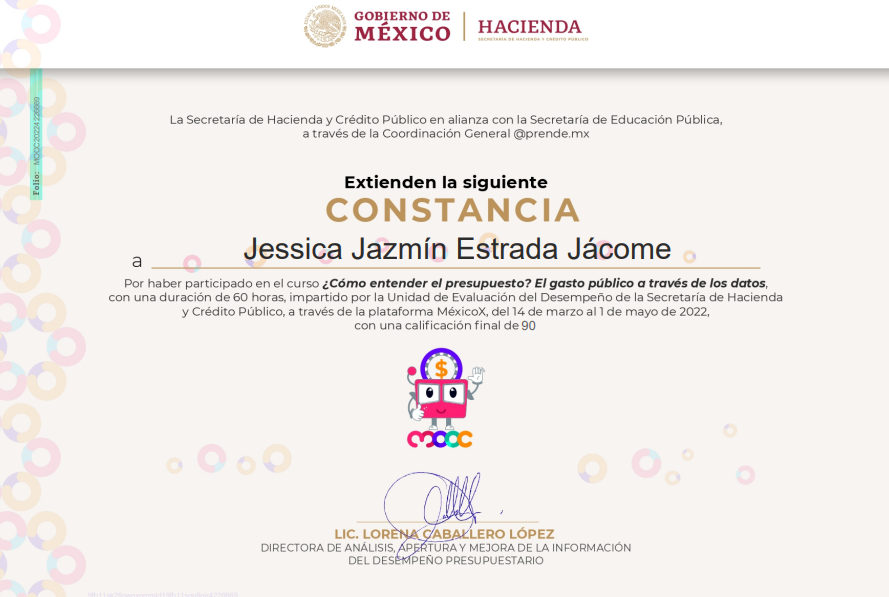 GOBIERNO DE
MÉXICO
HACIENDA
SECRETARÍA DE HACIENDA Y CRÉDITO PÚBLICO
Folio: MOOC20224226660
La Secretaría de Hacienda y Crédito Público en alianza con la Secretaría de Educación Pública,
a través de la Coordinación General @prende.mx
Extienden la siguiente
CONSTANCIA
a Jessica Jazmín Estrada Jácome
Por haber participado en el curso ¿Cómo entender el presupuesto? El gasto público a través de los datos,
con una duración de 60 horas, impartido por la Unidad de Evaluación del Desempeño de la Secretaría de Hacienda
y Crédito Público, a través de la plataforma MéxicoX, del 14 de marzo al 1 de mayo de 2022,
con una calificación final de 90
$
mooc
LIC. LORENA CABALLERO LÓPEZ
DIRECTORA DE ANÁLISIS, APERTURA Y MEJORA DE LA INFORMACIÓN
DEL DESEMPEÑO PRESUPUESTARIO